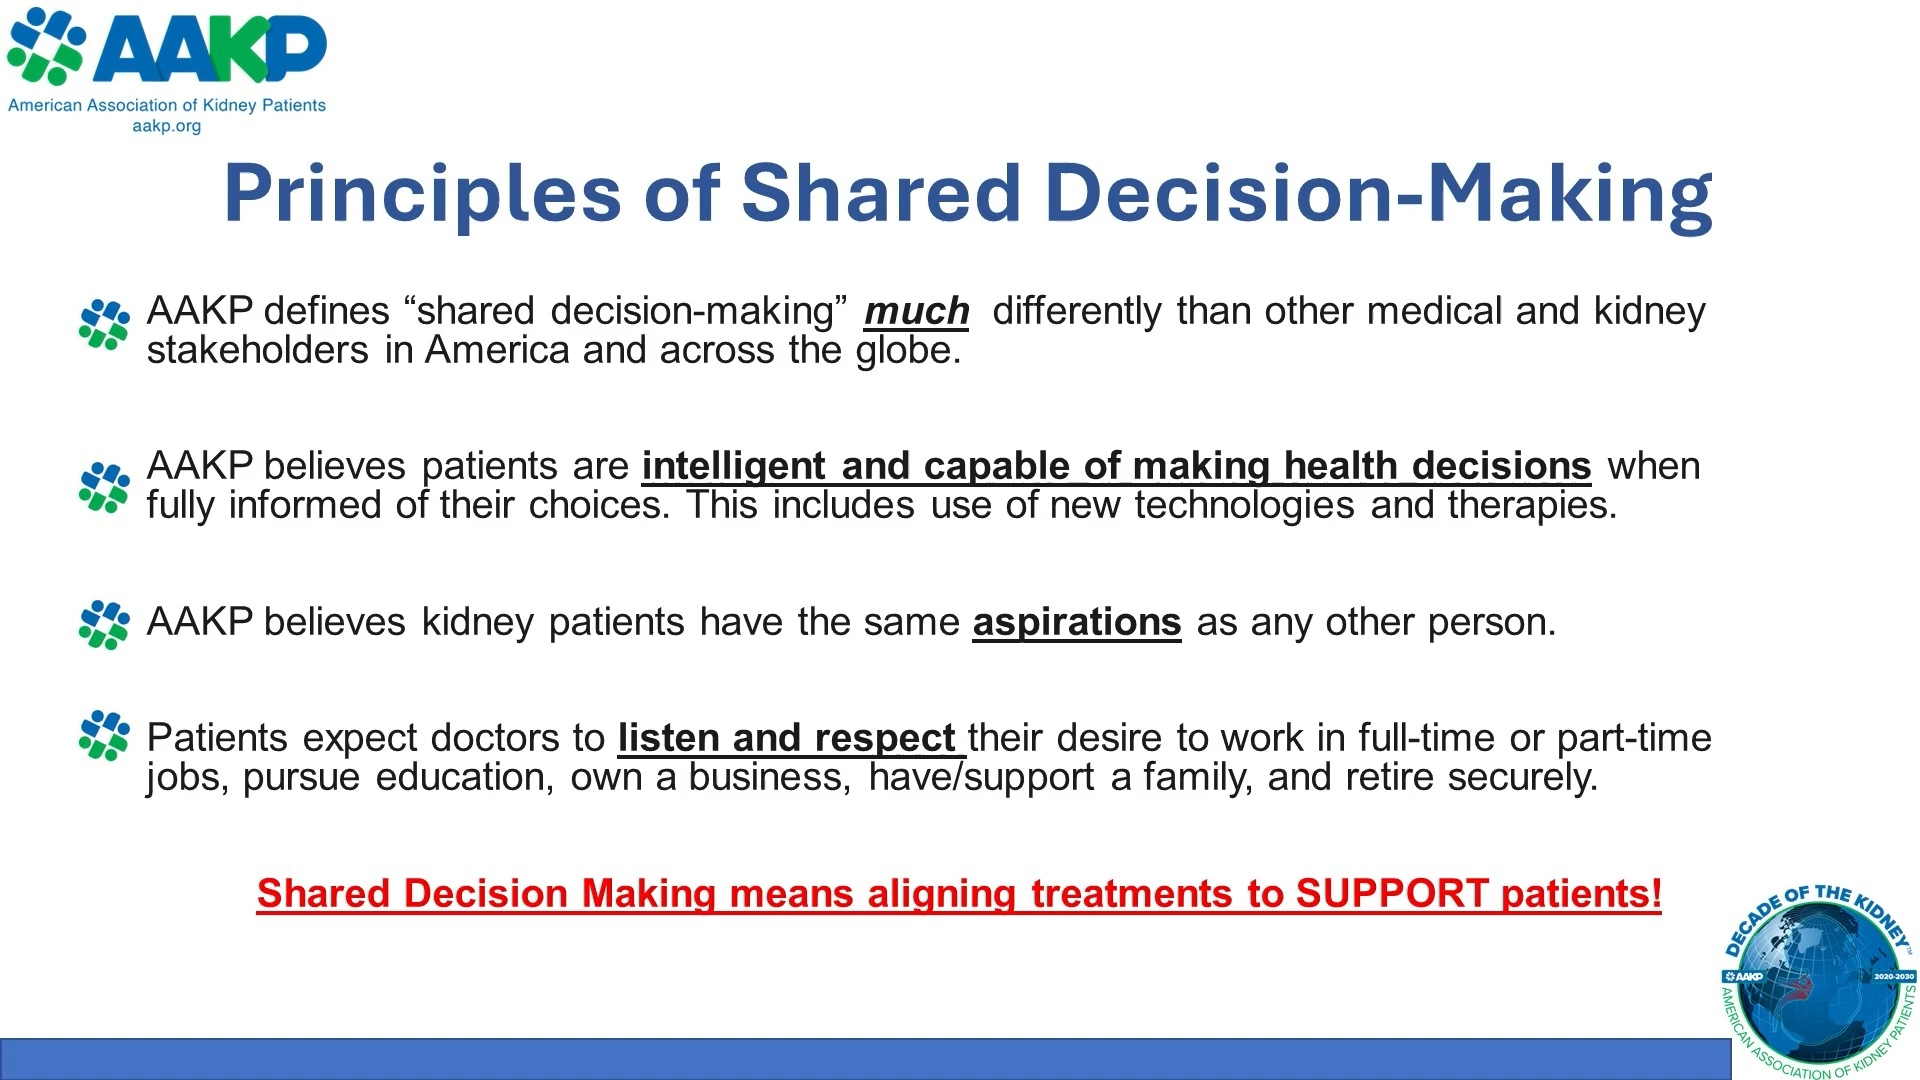 AAKP
American Association of Kidney Patients
aakp.org
Principles of Shared Decision-Making
AAKP defines “shared decision-making” much differently than other medical and kidney
stakeholders in America and across the globe.
AAKP believes patients are intelligent and capable of making health decisions when
fully informed of their choices. This includes use of new technologies and therapies.
AAKP believes kidney patients have the same aspirations as any other person.
Patients expect doctors to listen and respect their desire to work in full-time or part-time
jobs, pursue education, own a business, have/support a family, and retire securely.
Shared Decision Making means aligning treatments to SUPPORT patients!
DECADE OF THE KIDNEY™
AAKP
2020-2030
AMERICAN ASSOCIATION OF KIDNEY PATIENTS